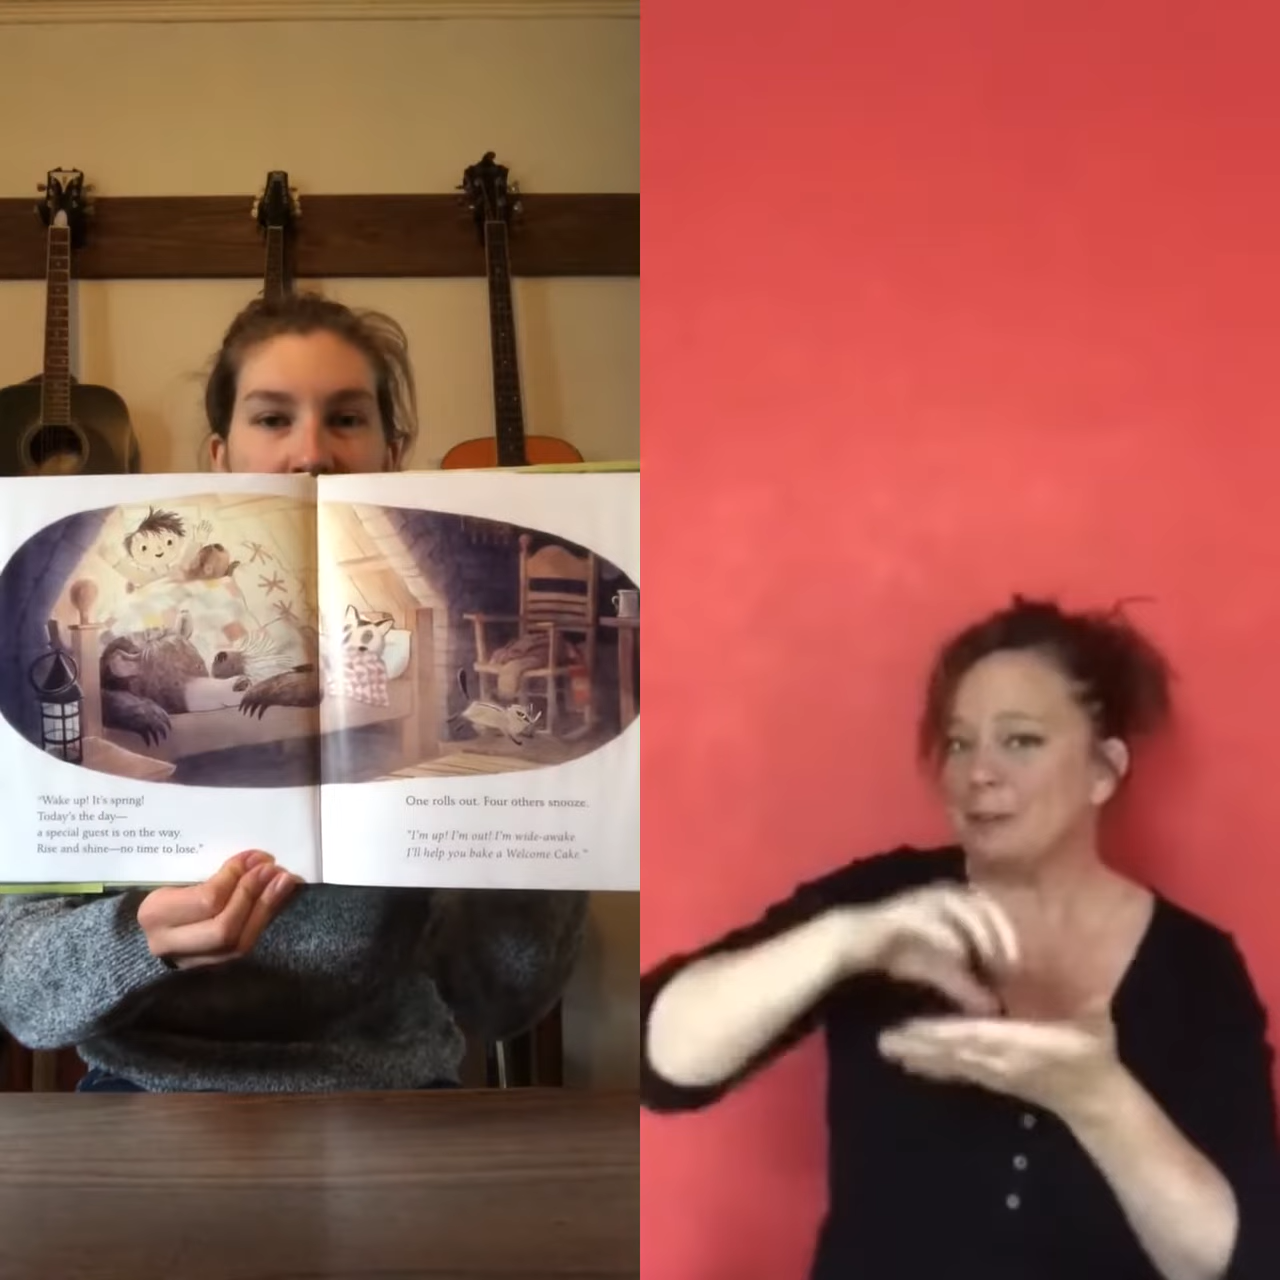 "Wake up! It's spring!
Today's the day—
a special guest is on the way.
Rise and shine—no time to lose."
One rolls out. Four others snooze.
"I'm up! I'm out! I'm wide-awake.
I'll help you bake a Welcome Cake."